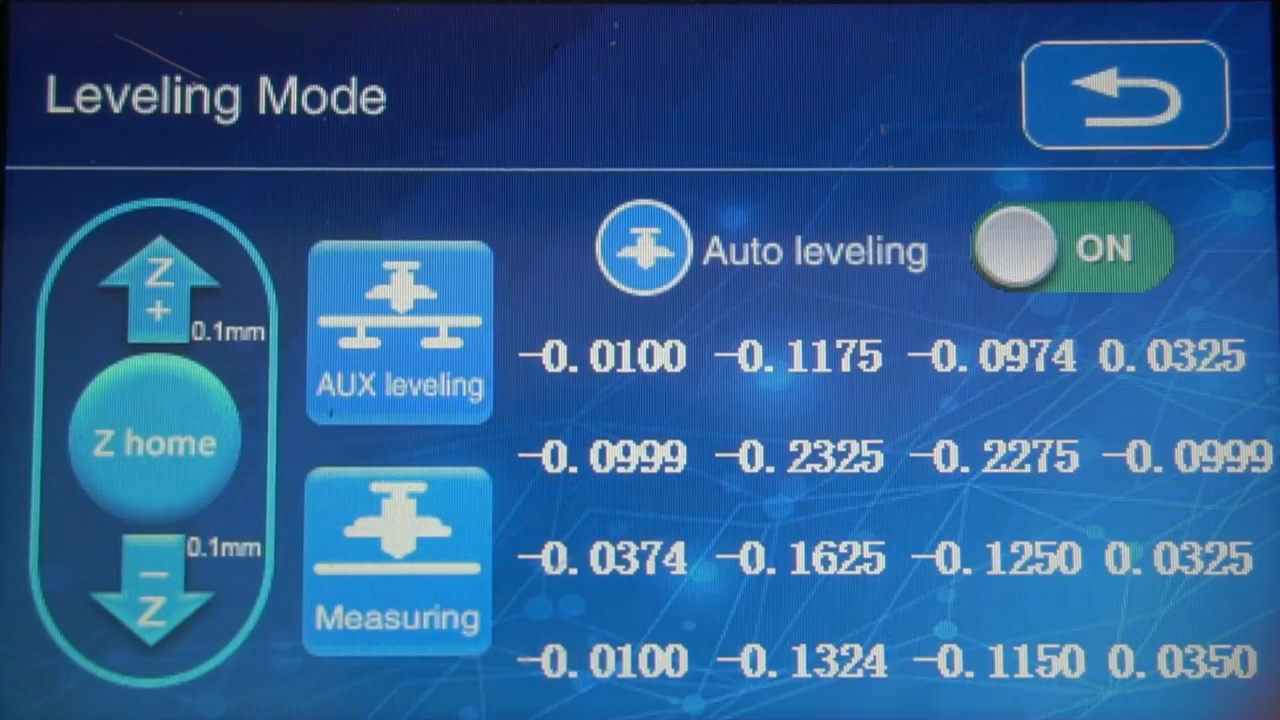 Leveling Mode
Z
+
0.1mm
Z home
0.1mm
−
Z
AUX leveling
Measuring
Auto leveling ON
-0.0100 -0.1175 -0.0974 0.0325
-0.0999 -0.2325 -0.2275 -0.0999
-0.0374 -0.1625 -0.1250 0.0325
-0.0100 -0.1324 -0.1150 0.0350